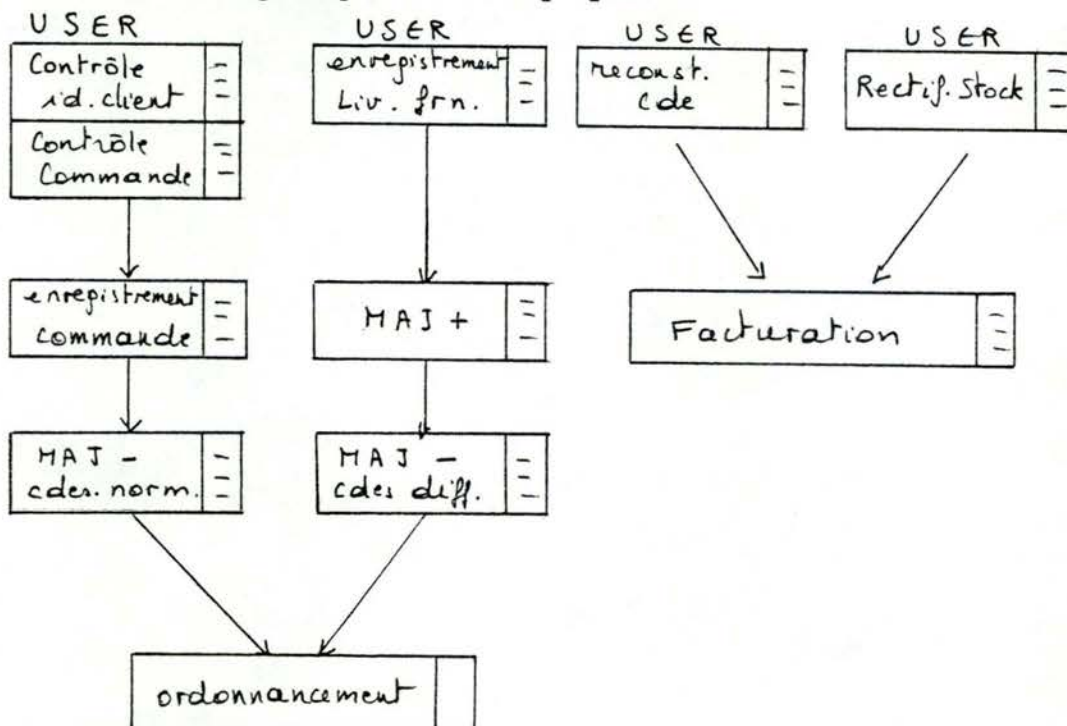 USER
Contrôle
id. client
Contrôle
Commande
enregistrement
commande
MAJ -
cdes. norm.
USER
enregistrement
Liv. frn.
MAJ +
MAJ -
cdes diff.
ordonnancement
USER
reconst.
cde
USER
Rectif. Stock
Facturation